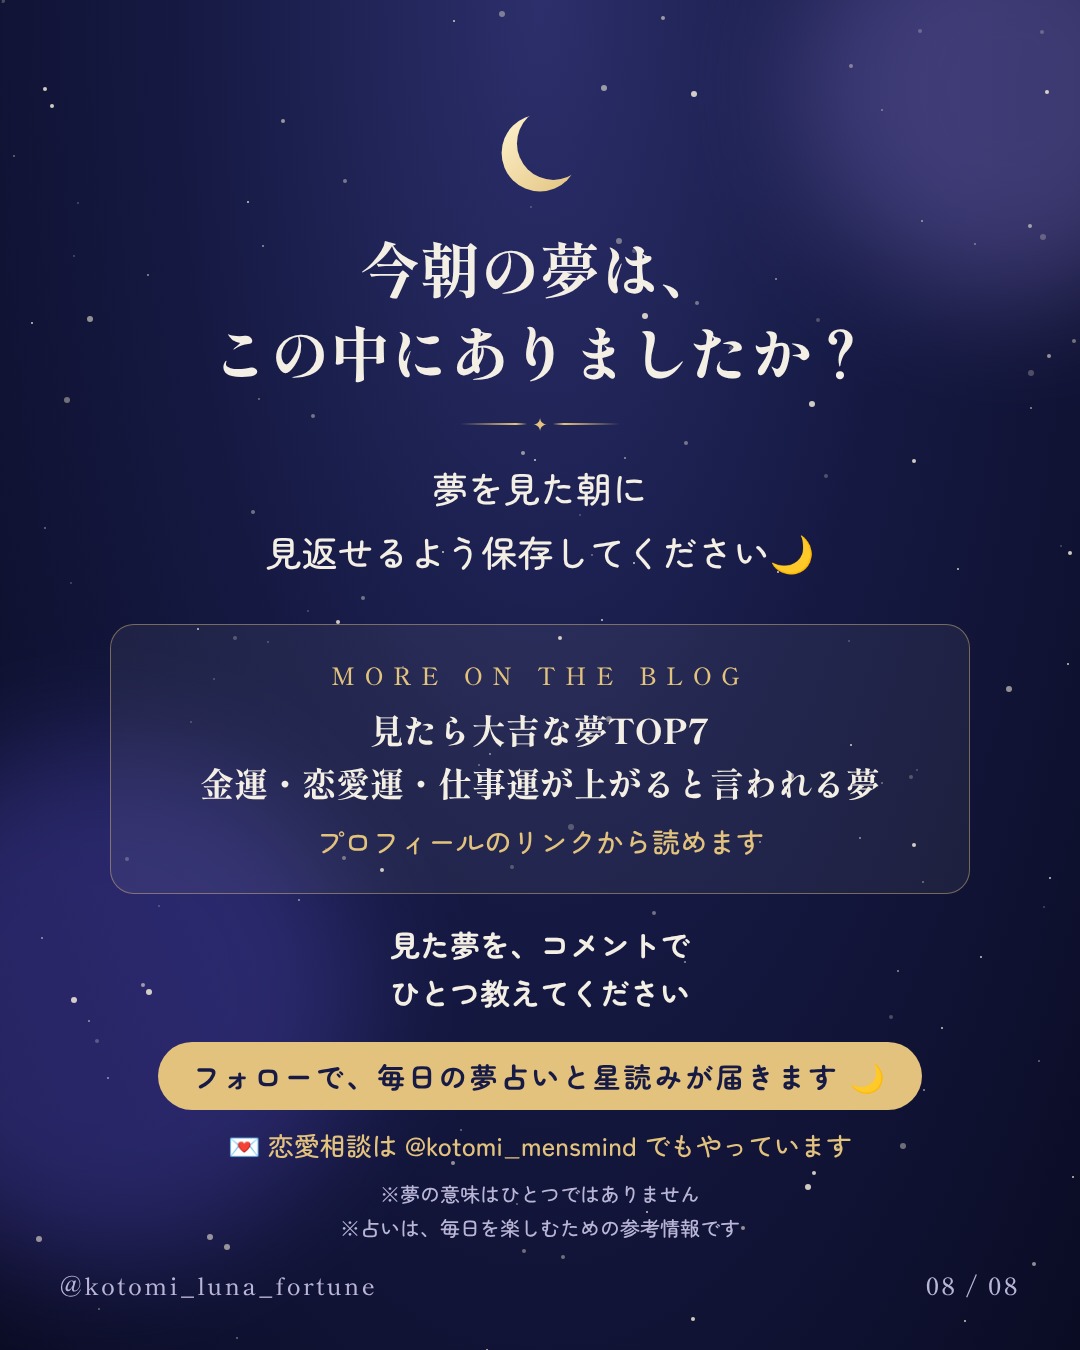 今朝の夢は、
この中にありましたか？
夢を見た朝に
見返せるよう保存してください🌙
MORE ON THE BLOG
見たら大吉な夢TOP7
金運・恋愛運・仕事運が上がると言われる夢
プロフィールのリンクから読めます
見た夢を、コメントで
ひとつ教えてください
フォローで、毎日の夢占いと星読みが届きます 🌙
💌 恋愛相談は @kotomi_mensmind でもやっています
※夢の意味はひとつではありません
※占いは、毎日を楽しむための参考情報です
@kotomi_luna_fortune
08 / 08